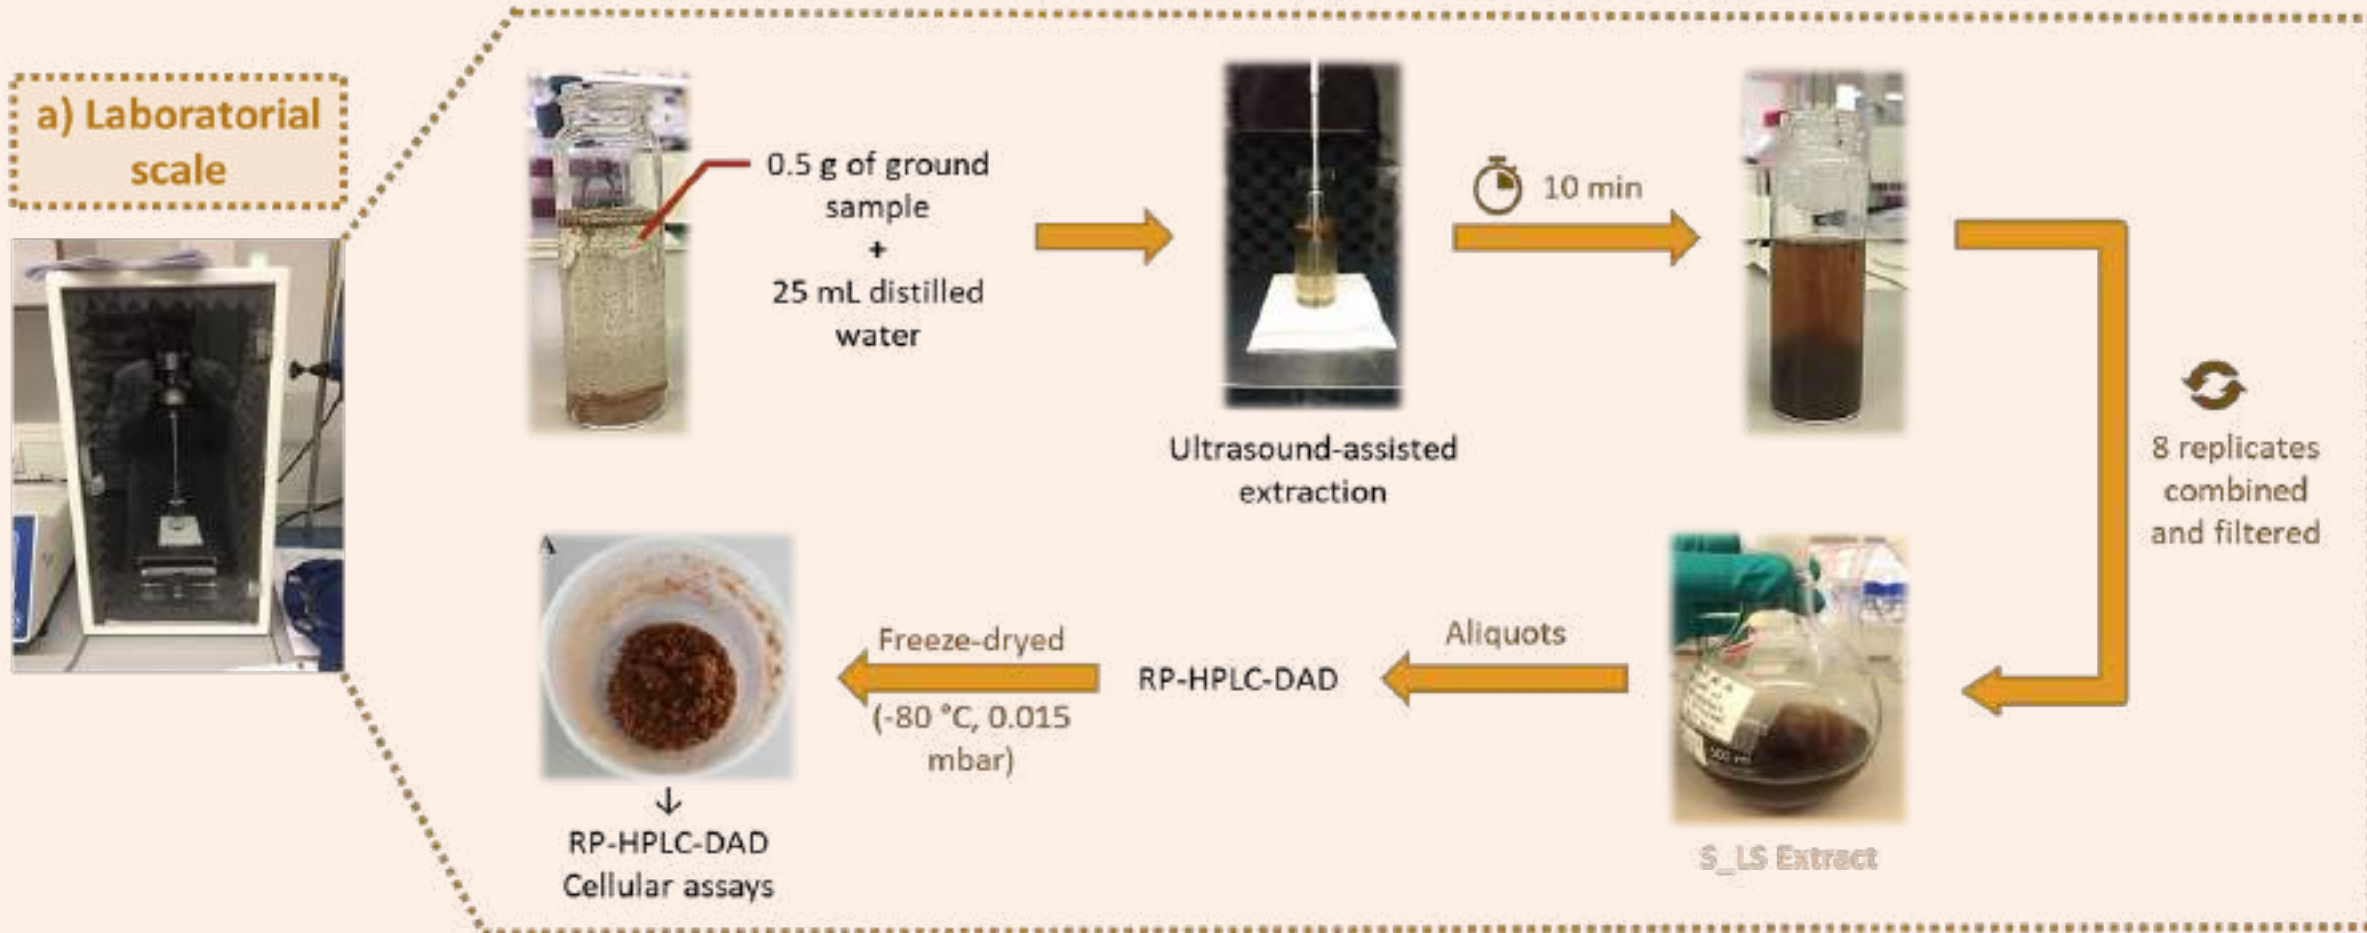 a) Laboratorial
scale
0.5 g of ground
sample
+
25 mL distilled
water
Ultrasound-assisted
extraction
10 min
8 replicates
combined
and filtered
S_LS Extract
Aliquots
RP-HPLC-DAD
Freeze-dried
(-80 °C, 0.015
mbar)
A
RP-HPLC-DAD
Cellular assays